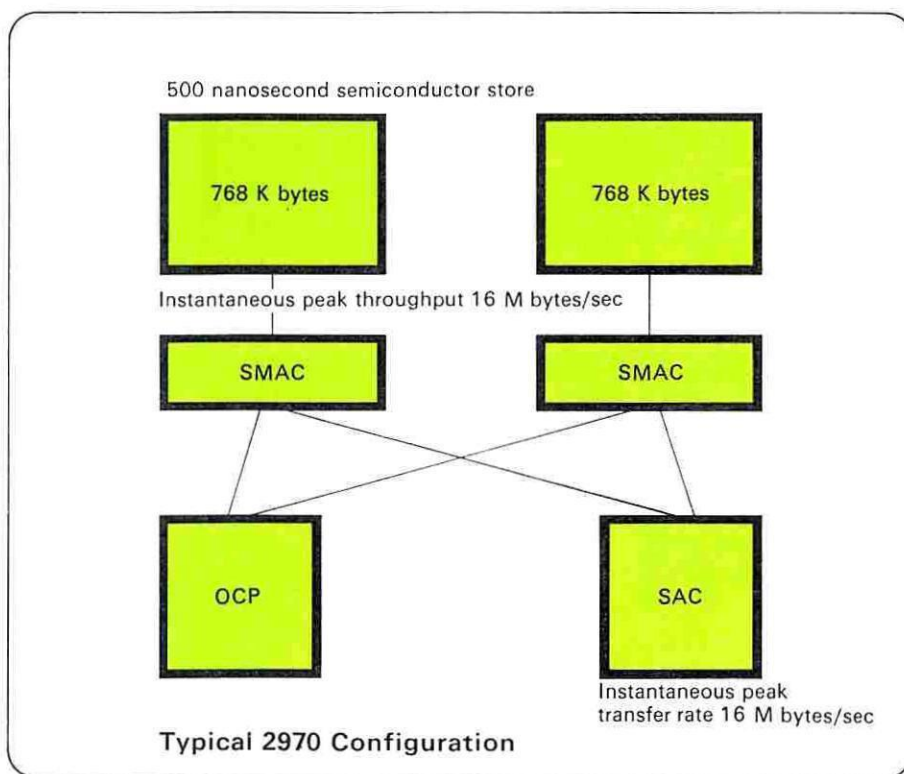 500 nanosecond semiconductor store
768 K bytes
768 K bytes
Instantaneous peak throughput 16 M bytes/sec
SMAC
SMAC
OCP
SAC
Instantaneous peak
transfer rate 16 M bytes/sec
Typical 2970 Configuration